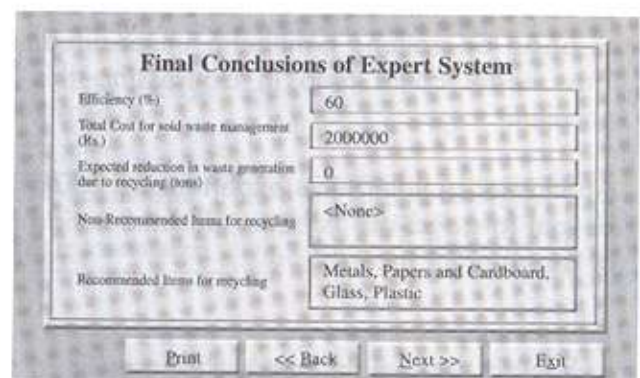 Final Conclusions of Expert System
Efficiency (%)
60
Total Cost for soid waste management
(Rs.)
2000000
Expected reduction in waste generation
due to recycling (tons)
0
Non-Recommended Items for recycling
<None>
Recommended Items for recycling
Metals, Papers and Cardboard,
Glass, Plastic
Print
<< Back
Next >>
Exit